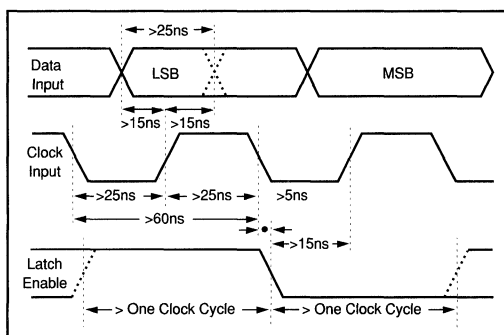 >25ns
Data Input
LSB
MSB
>15ns >15ns
Clock Input
>25ns >25ns >5ns
>60ns
>15ns
Latch Enable
> One Clock Cycle > One Clock Cycle